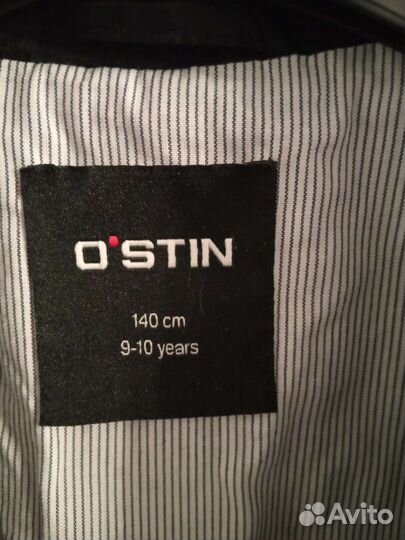 O'STIN
140 cm
9-10 years
Avito